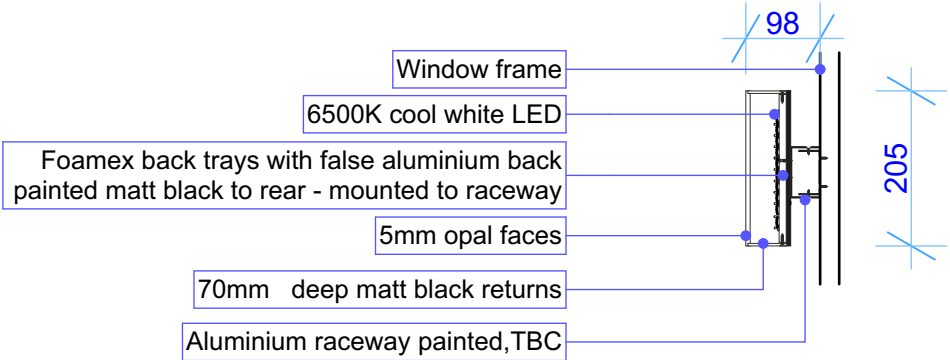 98
Window frame
6500K cool white LED
Foamex back trays with false aluminium back
painted matt black to rear - mounted to raceway
205
5mm opal faces
70mm deep matt black returns
Aluminium raceway painted,TBC